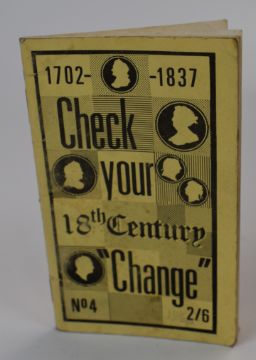 1702- -1837
Check
your
18th Century
"Change"
No4 2/6